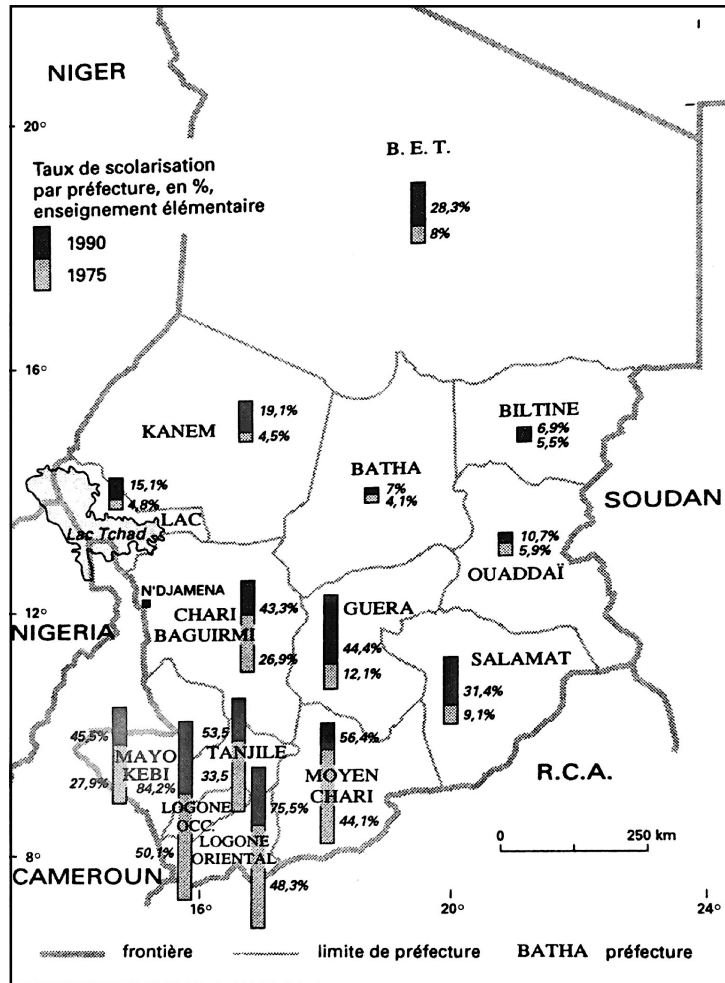 NIGER
20°
B. E. T.
Taux de scolarisation
par préfecture, en %,
enseignement élémentaire
1990
1975
28,3%
8%
16°
KANEM
19,1%
4,5%
BILTINE
6,9%
5,5%
BATHA
7%
4,1%
15,1%
4,8%
LAC
Lac Tchad
SOUDAN
10,7%
5,9%
OUADDAÏ
N'DJAMENA
12°
NIGERIA
CHARI
BAGUIRMI
43,3%
26,9%
GUERA
44,4%
12,1%
SALAMAT
31,4%
9,1%
45,5%
27,9%
MAYO
KEBI
84,2%
50,1%
53,5
TANJILE
33,5
LOGONE
OCC.
75,5%
LOGONE
ORIENTAL
48,3%
56,4%
MOYEN
CHARI
44,1%
R.C.A.
0 250 km
8°
CAMEROUN
16° 20° 24°
frontière limite de préfecture BATHA préfecture